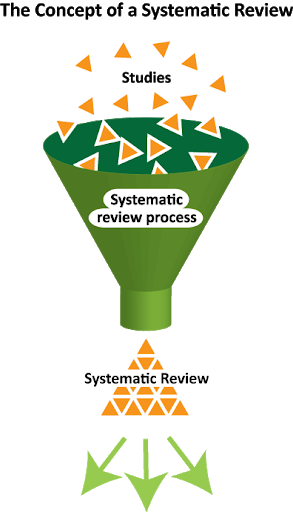 The Concept of a Systematic Review
Studies
Systematic
review process
Systematic Review